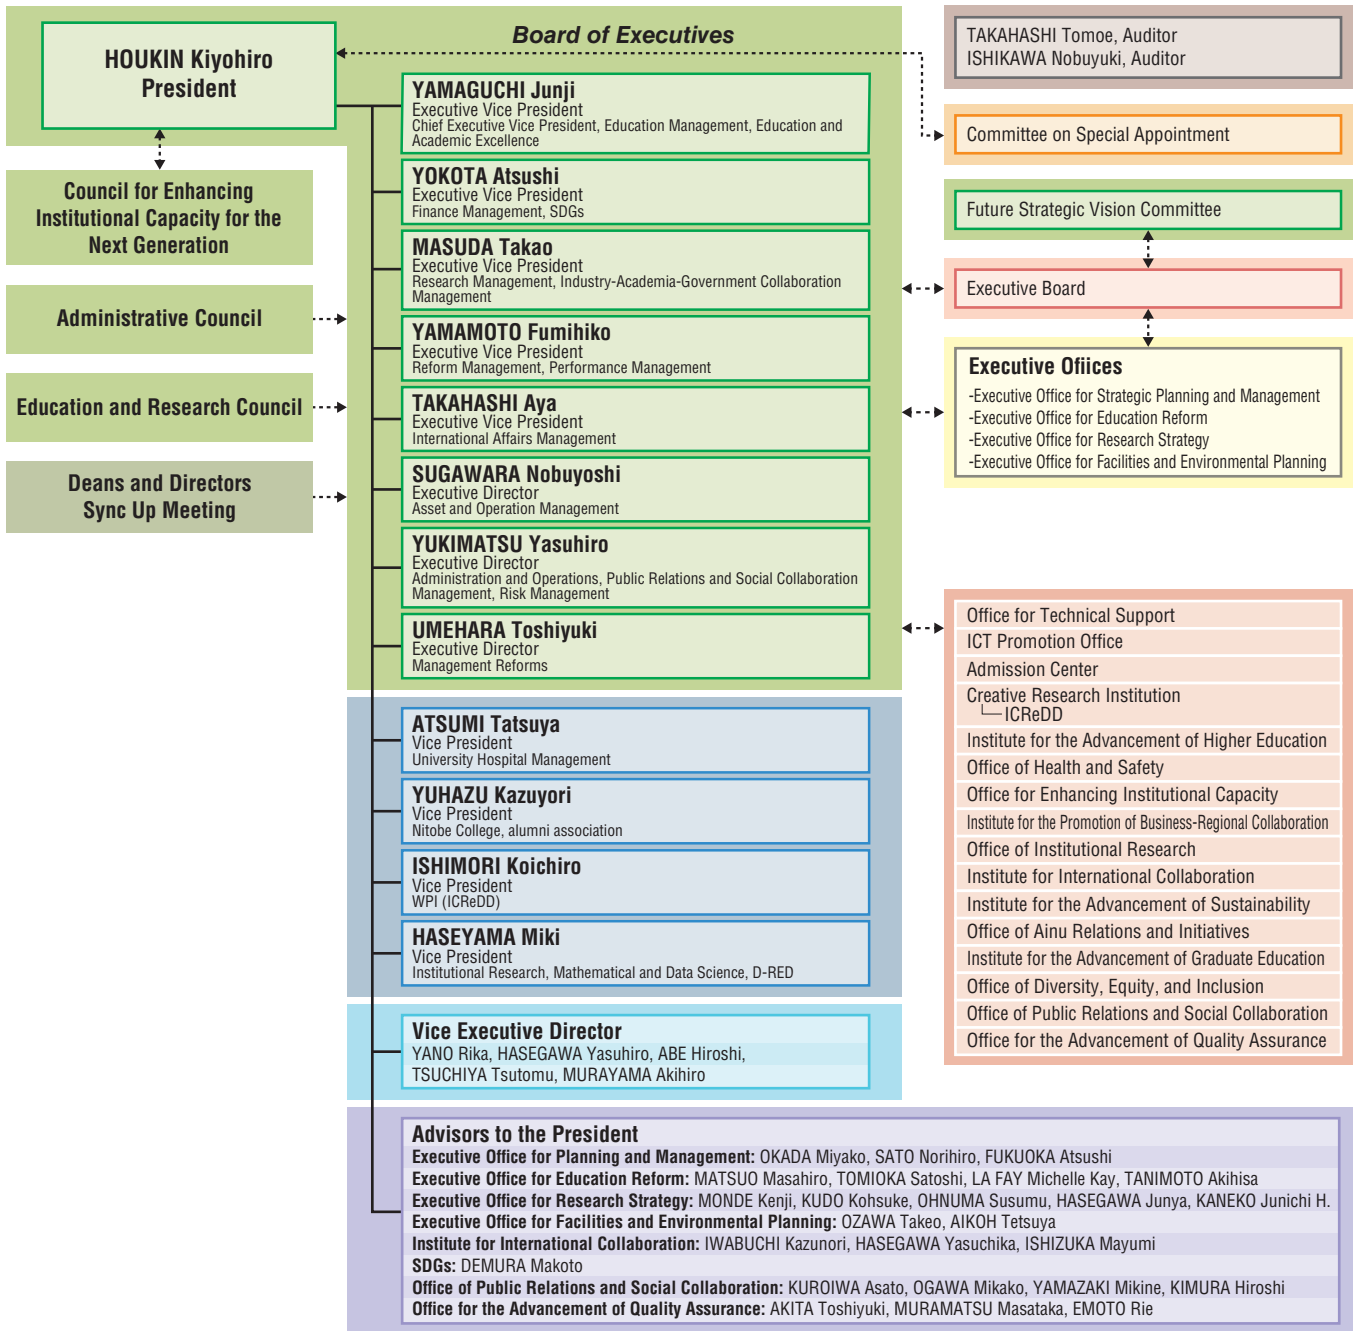 Board of Executives
HOUKIN Kiyohiro
President
Council for Enhancing
Institutional Capacity for the
Next Generation
Administrative Council
Education and Research Council
Deans and Directors
Sync Up Meeting
YAMAGUCHI Junji
Executive Vice President
Chief Executive Vice President, Education Management, Education and
Academic Excellence
YOKOTA Atsushi
Executive Vice President
Finance Management, SDGs
MASUDA Takao
Executive Vice President
Research Management, Industry-Academia-Government Collaboration
Management
YAMAMOTO Fumihiko
Executive Vice President
Reform Management, Performance Management
TAKAHASHI Aya
Executive Vice President
International Affairs Management
SUGAWARA Nobuyoshi
Executive Director
Asset and Operation Management
YUKIMATSU Yasuhiro
Executive Director
Administration and Operations, Public Relations and Social Collaboration
Management, Risk Management
UMEHARA Toshiyuki
Executive Director
Management Reforms
ATSUMI Tatsuya
Vice President
University Hospital Management
YUHAZU Kazuyori
Vice President
Nitobe College, alumni association
ISHIMORI Koichiro
Vice President
WPI (ICReDD)
HASEYAMA Miki
Vice President
Institutional Research, Mathematical and Data Science, D-RED
Vice Executive Director
YANO Rika, HASEGAWA Yasuhiro, ABE Hiroshi,
TSUCHIYA Tsutomu, MURAYAMA Akihiro
Advisors to the President
Executive Office for Planning and Management: OKADA Miyako, SATO Norihiro, FUKUOKA Atsushi
Executive Office for Education Reform: MATSUO Masahiro, TOMIOKA Satoshi, LA FAY Michelle Kay, TANIMOTO Akihisa
Executive Office for Research Strategy: MONDE Kenji, KUDO Kohsuke, OHNUMA Susumu, HASEGAWA Junya, KANEKO Junichi H.
Executive Office for Facilities and Environmental Planning: OZAWA Takeo, AIKOH Tetsuya
Institute for International Collaboration: IWABUCHI Kazunori, HASEGAWA Yasuchika, ISHIZUKA Mayumi
SDGs: DEMURA Makoto
Office of Public Relations and Social Collaboration: KUROIWA Asato, OGAWA Mikako, YAMAZAKI Mikine, KIMURA Hiroshi
Office for the Advancement of Quality Assurance: AKITA Toshiyuki, MURAMATSU Masataka, EMOTO Rie
TAKAHASHI Tomoe, Auditor
ISHIKAWA Nobuyuki, Auditor
Committee on Special Appointment
Future Strategic Vision Committee
Executive Board
Executive Ofiices
-Executive Office for Strategic Planning and Management
-Executive Office for Education Reform
-Executive Office for Research Strategy
-Executive Office for Facilities and Environmental Planning
Office for Technical Support
ICT Promotion Office
Admission Center
Creative Research Institution
ICReDD
Institute for the Advancement of Higher Education
Office of Health and Safety
Office for Enhancing Institutional Capacity
Institute for the Promotion of Business-Regional Collaboration
Office of Institutional Research
Institute for International Collaboration
Institute for the Advancement of Sustainability
Office of Ainu Relations and Initiatives
Institute for the Advancement of Graduate Education
Office of Diversity, Equity, and Inclusion
Office of Public Relations and Social Collaboration
Office for the Advancement of Quality Assurance